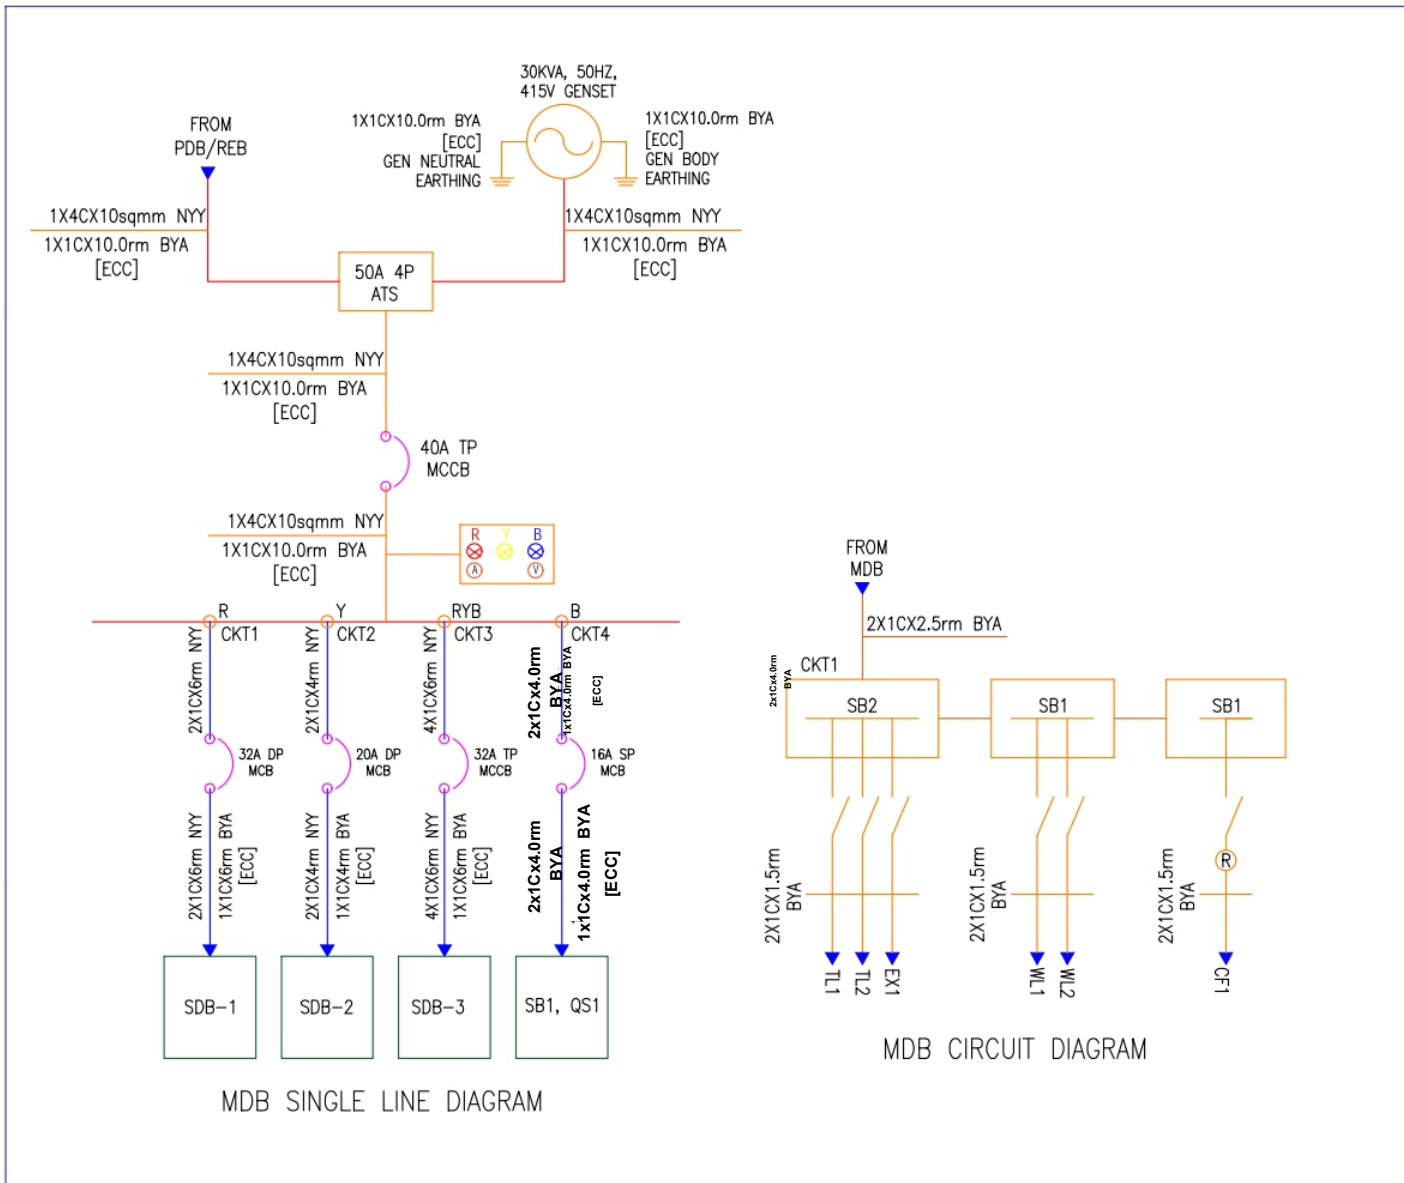 30KVA, 50HZ,
415V GENSET
1X1CX10.0rm BYA
[ECC]
GEN NEUTRAL
EARTHING
1X1CX10.0rm BYA
[ECC]
GEN BODY
EARTHING
FROM
PDB/REB
1X4CX10sqmm NYY
1X1CX10.0rm BYA
[ECC]
1X4CX10sqmm NYY
1X1CX10.0rm BYA
[ECC]
50A 4P
ATS
1X4CX10sqmm NYY
1X1CX10.0rm BYA
[ECC]
40A TP
MCCB
1X4CX10sqmm NYY
1X1CX10.0rm BYA
[ECC]
R Y B
A V
R
CKT1
Y
CKT2
RYB
CKT3
B
CKT4
2X1CX6rm NYY
2X1CX4rm NYY
4X1CX6rm NYY
2x1Cx4.0rm
BYA
1x1Cx4.0rm BYA
[ECC]
32A DP
MCB
20A DP
MCB
32A TP
MCCB
16A SP
MCB
2X1CX6rm NYY
1X1CX6rm BYA
[ECC]
2X1CX4rm NYY
1X1CX4rm BYA
[ECC]
4X1CX6rm NYY
1X1CX6rm BYA
[ECC]
2x1Cx4.0rm
BYA
1x1Cx4.0rm BYA
[ECC]
SDB-1
SDB-2
SDB-3
SB1, QS1
MDB SINGLE LINE DIAGRAM
FROM
MDB
2X1CX2.5rm BYA
2x1Cx4.0rm
BYA
CKT1
SB2
SB1
SB1
R
2X1CX1.5rm
BYA
2X1CX1.5rm
BYA
2X1CX1.5rm
BYA
TL1
TL2
EX1
WL1
WL2
CF1
MDB CIRCUIT DIAGRAM